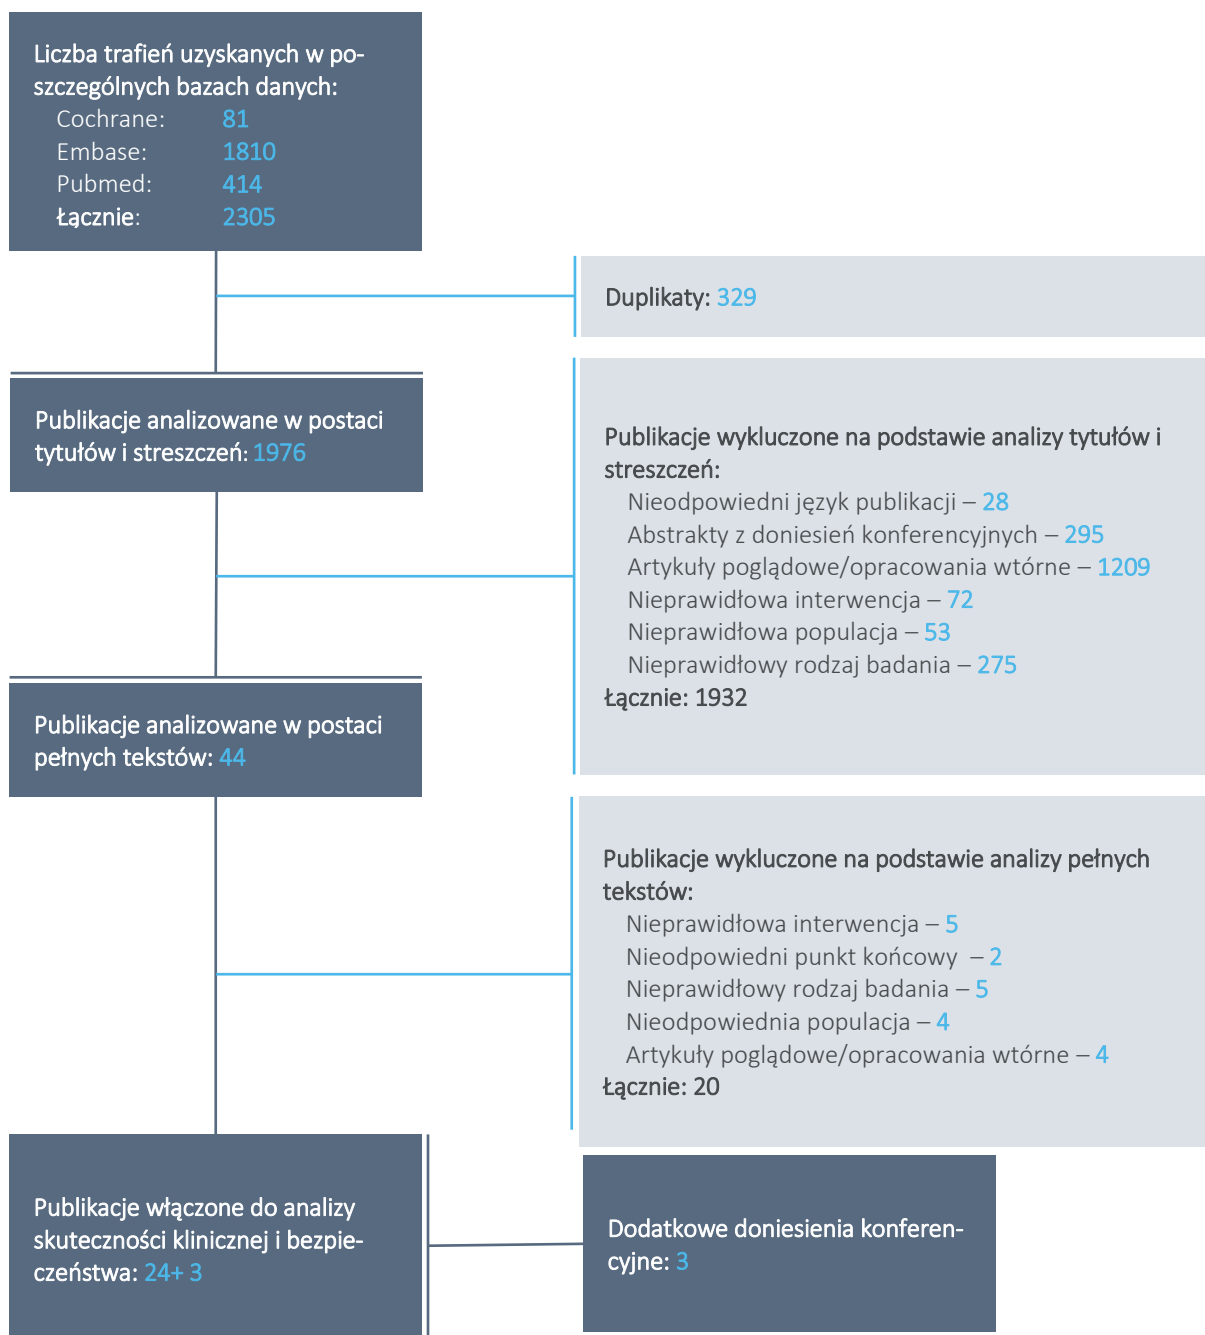 Liczba trafień uzyskanych w po-
szczególnych bazach danych:
Cochrane: 81
Embase: 1810
Pubmed: 414
Łącznie: 2305
Duplikaty: 329
Publikacje analizowane w postaci
tytułów i streszczeń: 1976
Publikacje wykluczone na podstawie analizy tytułów i
streszczeń:
Nieodpowiedni język publikacji – 28
Abstrakty z doniesień konferencyjnych – 295
Artykuły poglądowe/opracowania wtórne – 1209
Nieprawidłowa interwencja – 72
Nieprawidłowa populacja – 53
Nieprawidłowy rodzaj badania – 275
Łącznie: 1932
Publikacje analizowane w postaci
pełnych tekstów: 44
Publikacje wykluczone na podstawie analizy pełnych
tekstów:
Nieprawidłowa interwencja – 5
Nieodpowiedni punkt końcowy – 2
Nieprawidłowy rodzaj badania – 5
Nieodpowiednia populacja – 4
Artykuły poglądowe/opracowania wtórne – 4
Łącznie: 20
Publikacje włączone do analizy
skuteczności klinicznej i bezpie-
czeństwa: 24+ 3
Dodatkowe doniesienia konferen-
cyjne: 3